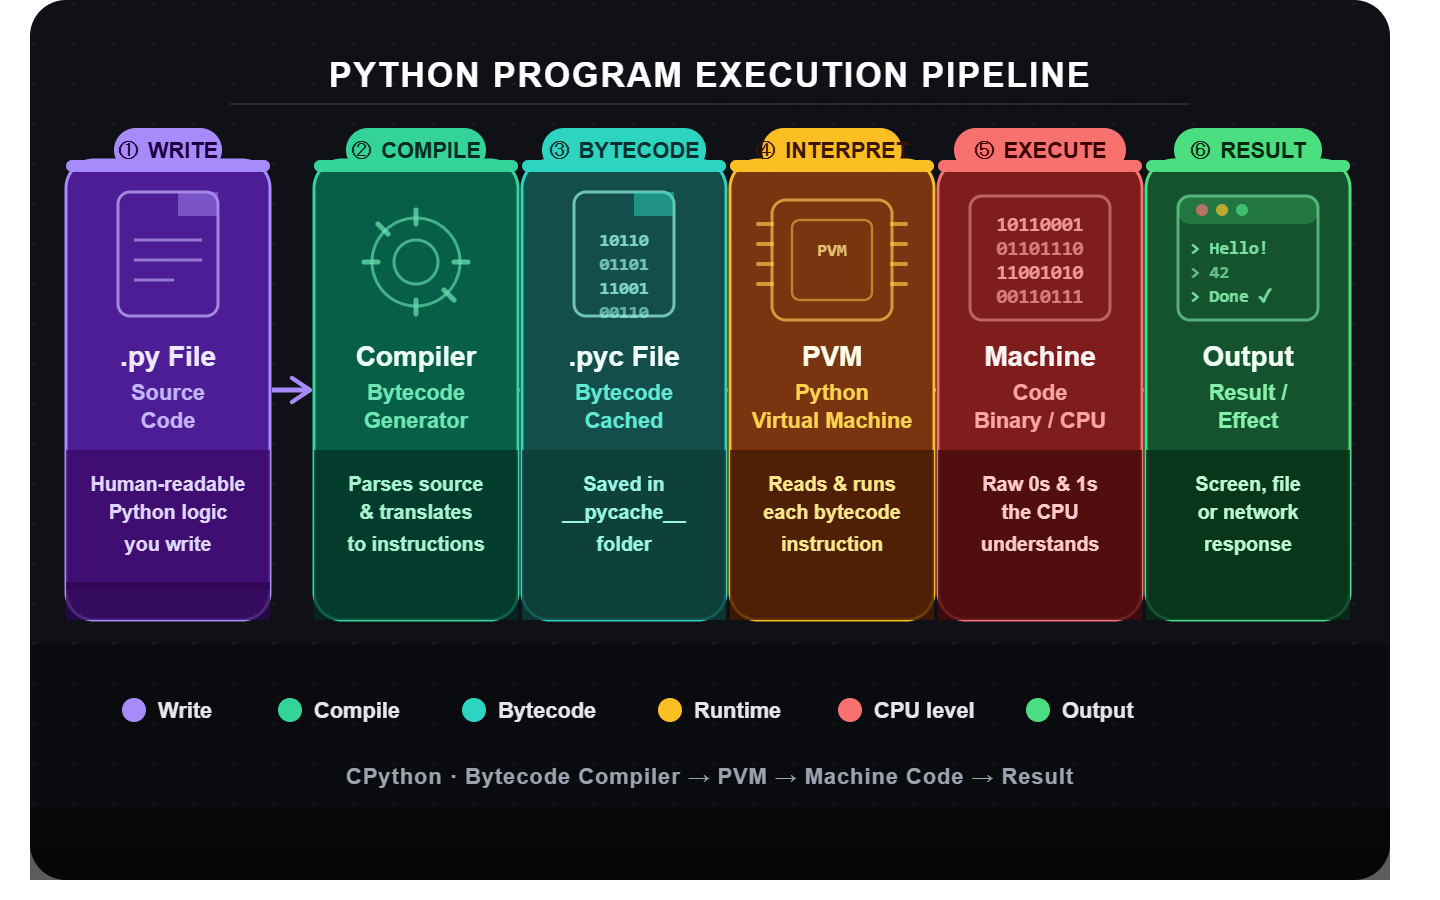 PYTHON PROGRAM EXECUTION PIPELINE
① WRITE
② COMPILE
③ BYTECODE
④ INTERPRET
⑤ EXECUTE
⑥ RESULT
10110
01101
11001
00110
PVM
10110001
01101110
11001010
00110111
> Hello!
> 42
> Done ✓
.py File
Source
Code
Compiler
Bytecode
Generator
.pyc File
Bytecode
Cached
PVM
Python
Virtual Machine
Machine
Code
Binary / CPU
Output
Result /
Effect
Human-readable
Python logic
you write
Parses source
& translates
to instructions
Saved in
__pycache__
folder
Reads & runs
each bytecode
instruction
Raw 0s & 1s
the CPU
understands
Screen, file
or network
response
Write
Compile
Bytecode
Runtime
CPU level
Output
CPython · Bytecode Compiler → PVM → Machine Code → Result